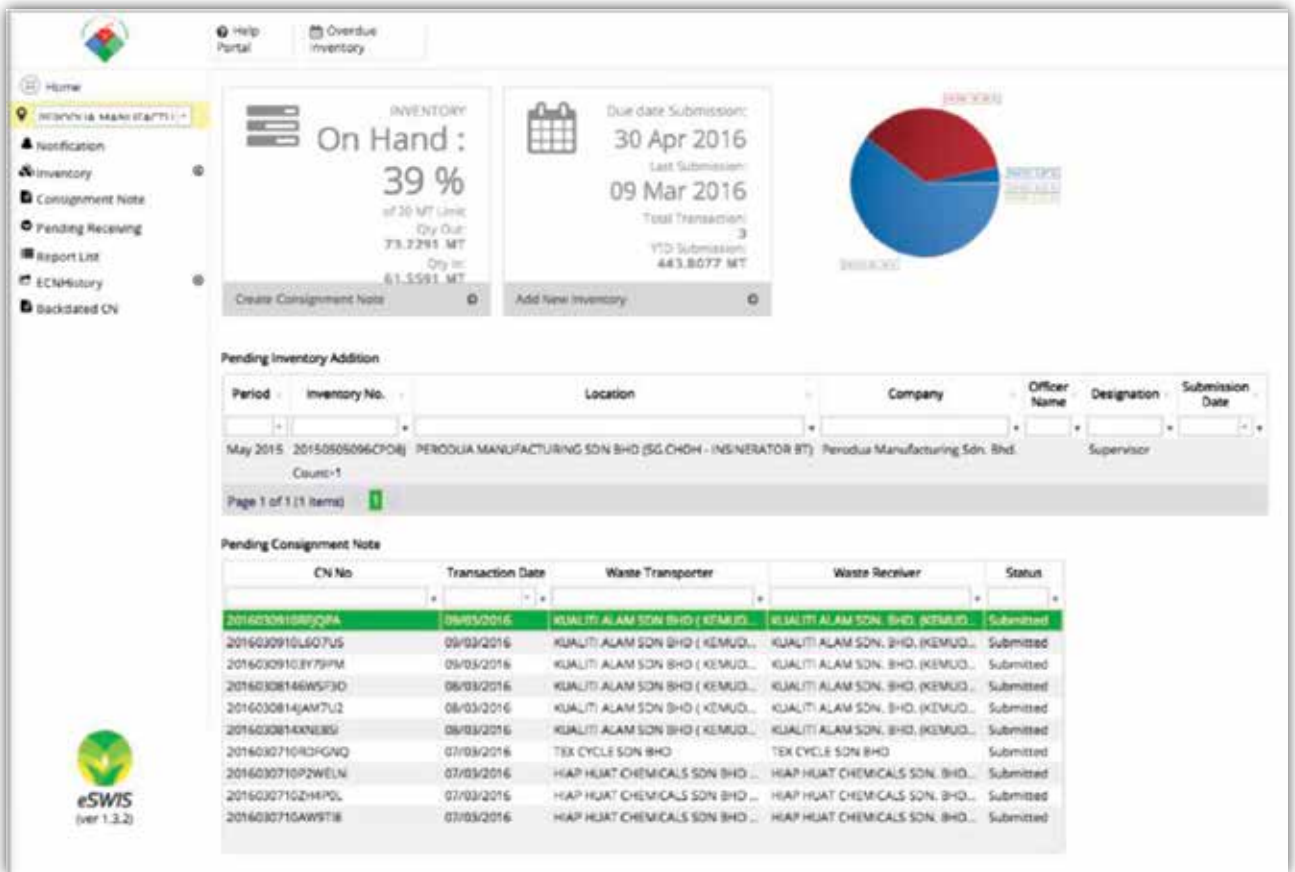 Help Portal
Overdue Inventory
Home
PERODUA MANUFACTU
Notification
Inventory
Consignment Note
Pending Receiving
Report List
ECNHistory
Backdated CN
INVENTORY
On Hand :
39 %
of 20 MT Limit
Qty Out:
73.7291 MT
Qty In:
61.5591 MT
Create Consignment Note
Due date Submission:
30 Apr 2016
Last Submission:
09 Mar 2016
Total Transaction:
3
YTD Submission:
443.8077 MT
Add New Inventory
Pending Inventory Addition
Period Inventory No. Location Company Officer Name Designation Submission Date
May 2015 PERODUA MANUFACTURING SDN BHD (SG.CHOH - INSINERATOR BT) Perodua Manufacturing Sdn. Bhd. Supervisor
Count=1
Page 1 of 1 (1 items) 1
Pending Consignment Note
CN No Transaction Date Waste Transporter Waste Receiver Status
09/03/2016 KUALITI ALAM SDN BHD ( KEMUD... KUALITI ALAM SDN. BHD. (KEMUD... Submitted
2016030910L6O7US 09/03/2016 KUALITI ALAM SDN BHD ( KEMUD... KUALITI ALAM SDN. BHD. (KEMUD... Submitted
20160309103Y79PM 09/03/2016 KUALITI ALAM SDN BHD ( KEMUD... KUALITI ALAM SDN. BHD. (KEMUD... Submitted
20160308146WSF3D 08/03/2016 KUALITI ALAM SDN BHD ( KEMUD... KUALITI ALAM SDN. BHD. (KEMUD... Submitted
2016030814JAM7U2 08/03/2016 KUALITI ALAM SDN BHD ( KEMUD... KUALITI ALAM SDN. BHD. (KEMUD... Submitted
08/03/2016 KUALITI ALAM SDN BHD ( KEMUD... KUALITI ALAM SDN. BHD. (KEMUD... Submitted
07/03/2016 TEX CYCLE SDN BHD TEX CYCLE SDN BHD Submitted
2016030710P2WELN 07/03/2016 HIAP HUAT CHEMICALS SDN BHD ... HIAP HUAT CHEMICALS SDN. BHD... Submitted
2016030710ZH4P0L 07/03/2016 HIAP HUAT CHEMICALS SDN BHD ... HIAP HUAT CHEMICALS SDN. BHD... Submitted
2016030710AW9TI8 07/03/2016 HIAP HUAT CHEMICALS SDN BHD ... HIAP HUAT CHEMICALS SDN. BHD... Submitted
eSWIS
(ver 1.3.2)